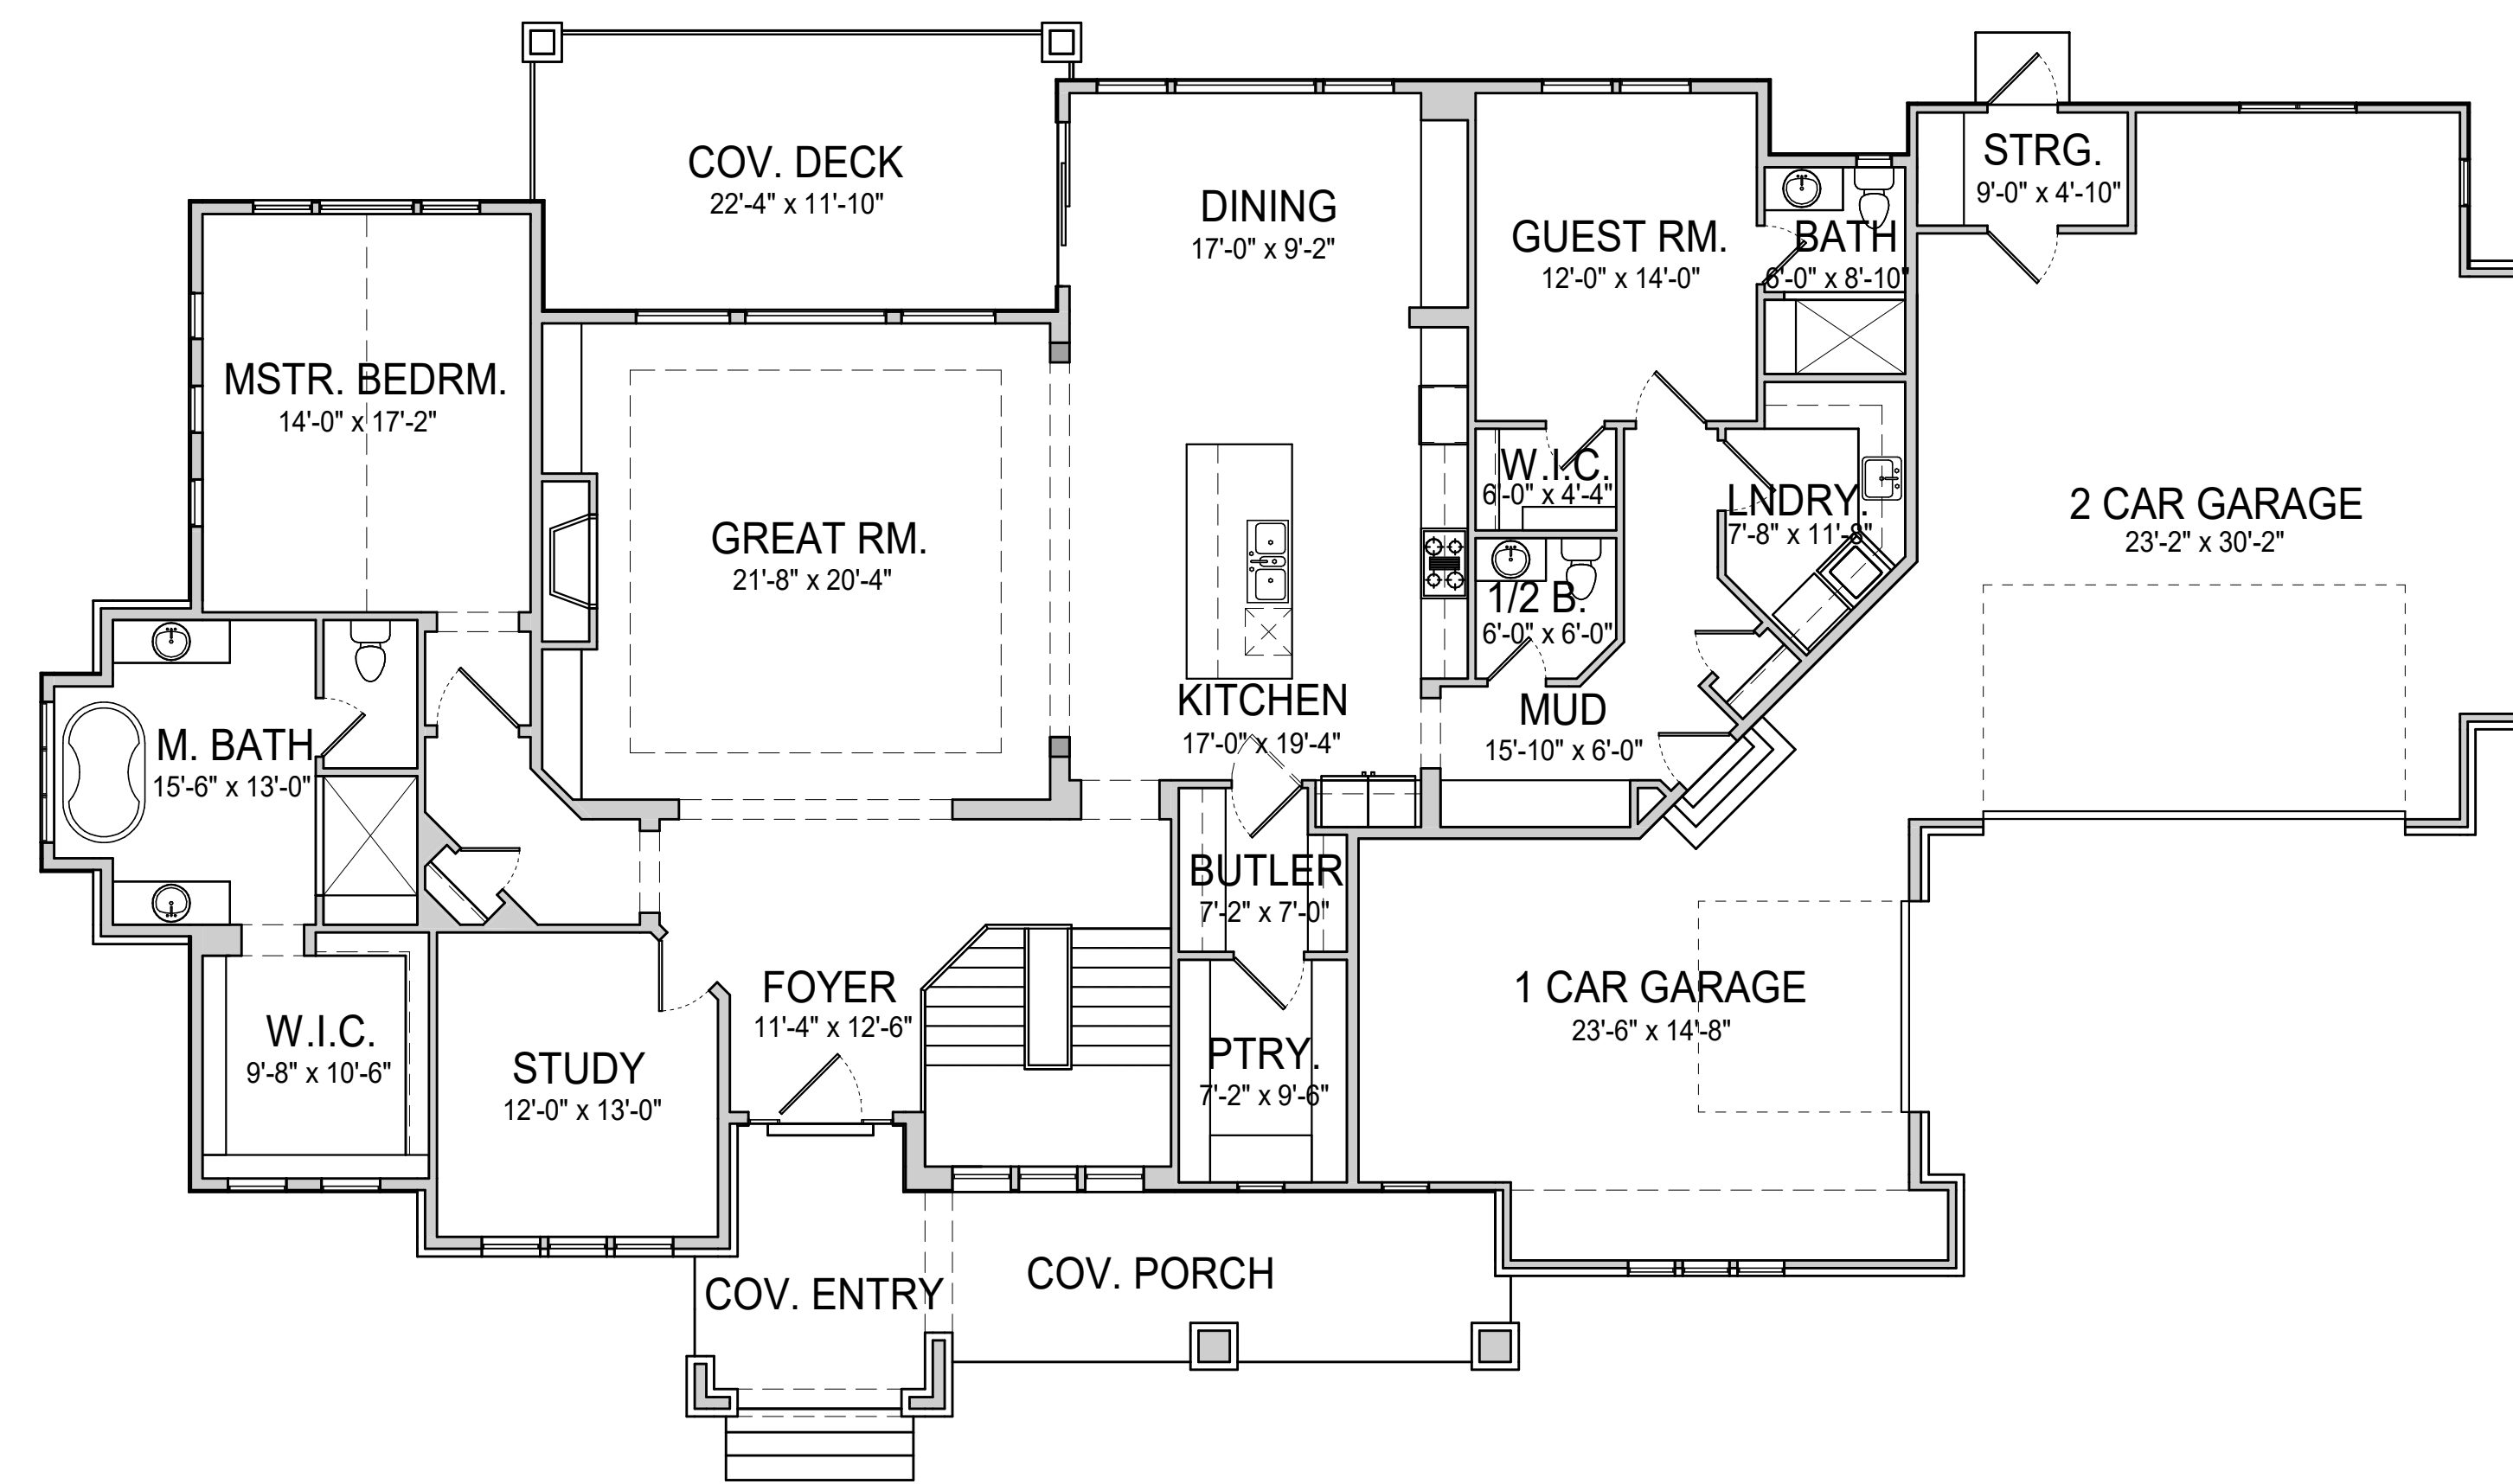 COV. DECK
22'-4" x 11'-10"
DINING
17'-0" x 9'-2"
GUEST RM.
12'-0" x 14'-0"
BATH
6'-0" x 8'-10"
STRG.
9'-0" x 4'-10"
MSTR. BEDRM.
14'-0" x 17'-2"
GREAT RM.
21'-8" x 20'-4"
W.I.C.
6'-0" x 4'-4"
LNDRY.
7'-8" x 11'-8"
2 CAR GARAGE
23'-2" x 30'-2"
1/2 B.
6'-0" x 6'-0"
M. BATH
15'-6" x 13'-0"
KITCHEN
17'-0" x 19'-4"
MUD
15'-10" x 6'-0"
BUTLER
7'-2" x 7'-0"
W.I.C.
9'-8" x 10'-6"
STUDY
12'-0" x 13'-0"
FOYER
11'-4" x 12'-6"
PTRY.
7'-2" x 9'-6"
1 CAR GARAGE
23'-6" x 14'-8"
COV. ENTRY
COV. PORCH